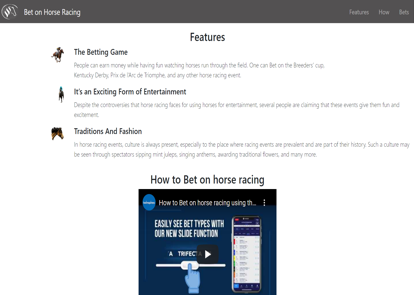 Bet on Horse Racing
Features
How
Bets
Features
The Betting Game
People can earn money while having fun watching horses run through the field. One can Bet on the Breeders' cup,
Kentucky Derby, Prix de l'Arc de Triomphe, and any other horse racing event.
It's an Exciting Form of Entertainment
Despite the controversies that horse racing faces for using horses for entertainment, several people are claiming that these events give them fun and
excitement.
Traditions And Fashion
In horse racing events, culture is always present, especially to the place where racing events are prevalent and are part of their history. Such a culture may
be seen through spectators sipping mint juleps, singing anthems, awarding traditional flowers, and many more.
How to Bet on horse racing
How to Bet on horse racing using th...
EASILY SEE BET TYPES WITH
OUR NEW SLIDE FUNCTION
A TRIFECTA